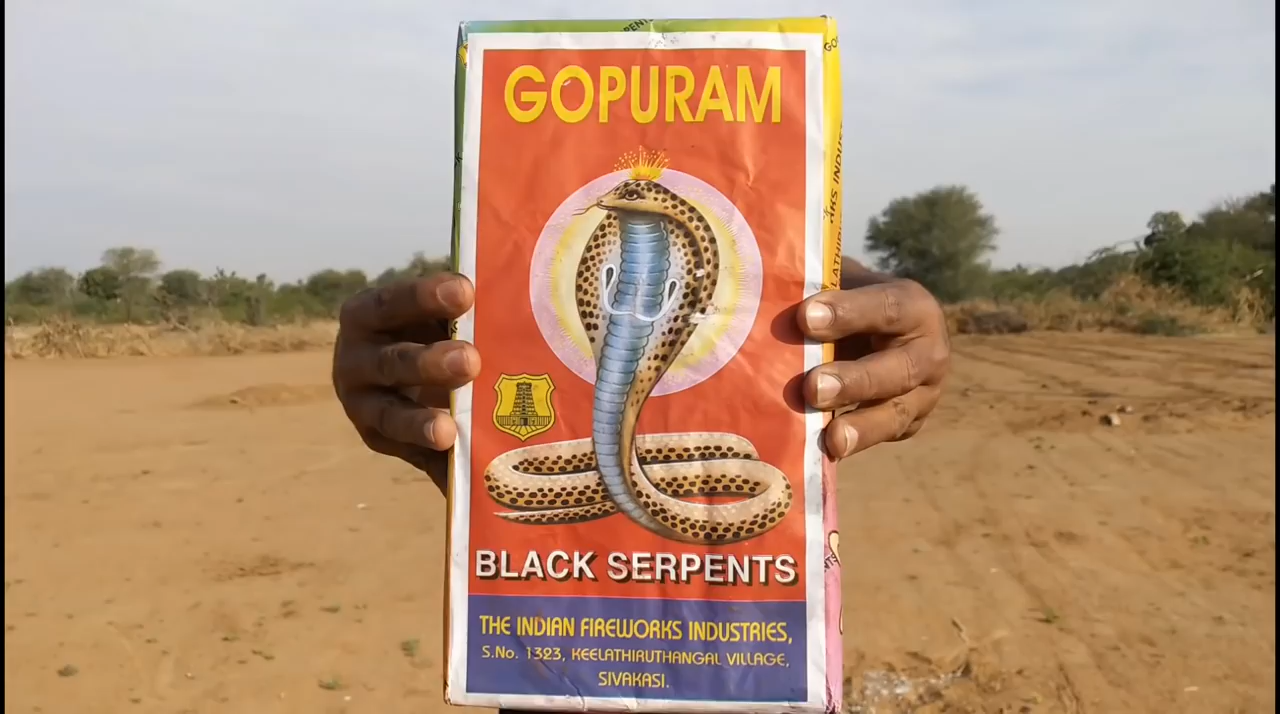 GOPURAM
BLACK SERPENTS
THE INDIAN FIREWORKS INDUSTRIES,
S.No. 1323, KEELATHIRUTHANGAL VILLAGE,
SIVAKASI.